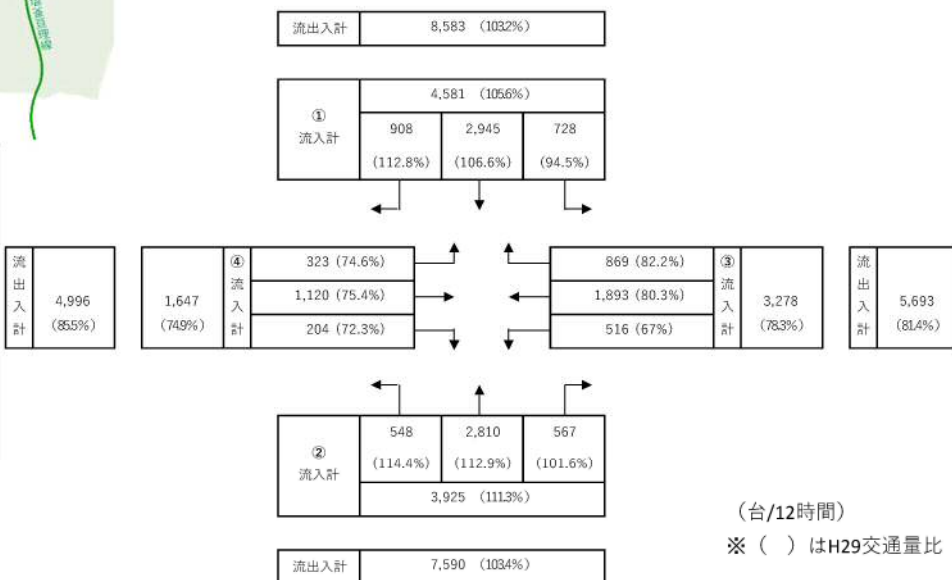 流出入計 8,583 (103.2%)
① 流入計
4,581 (105.6%)
908 2,945 728
(112.8%) (106.6%) (94.5%)
流出入計 4,996 (85.5%)
1,647 (74.9%)
④ 流入計
323 (74.6%)
1,120 (75.4%)
204 (72.3%)
869 (82.2%)
1,893 (80.3%)
516 (67%)
③ 流入計
3,278 (78.3%)
流出入計 5,693 (81.4%)
② 流入計
548 2,810 567
(114.4%) (112.9%) (101.6%)
3,925 (111.3%)
流出入計 7,590 (103.4%)
(台/12時間)
※ ( ) はH29交通量比